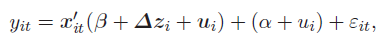 y_{it} = x'_{it}(β + Δz_i + u_i) + (α + u_i) + ε_{it},